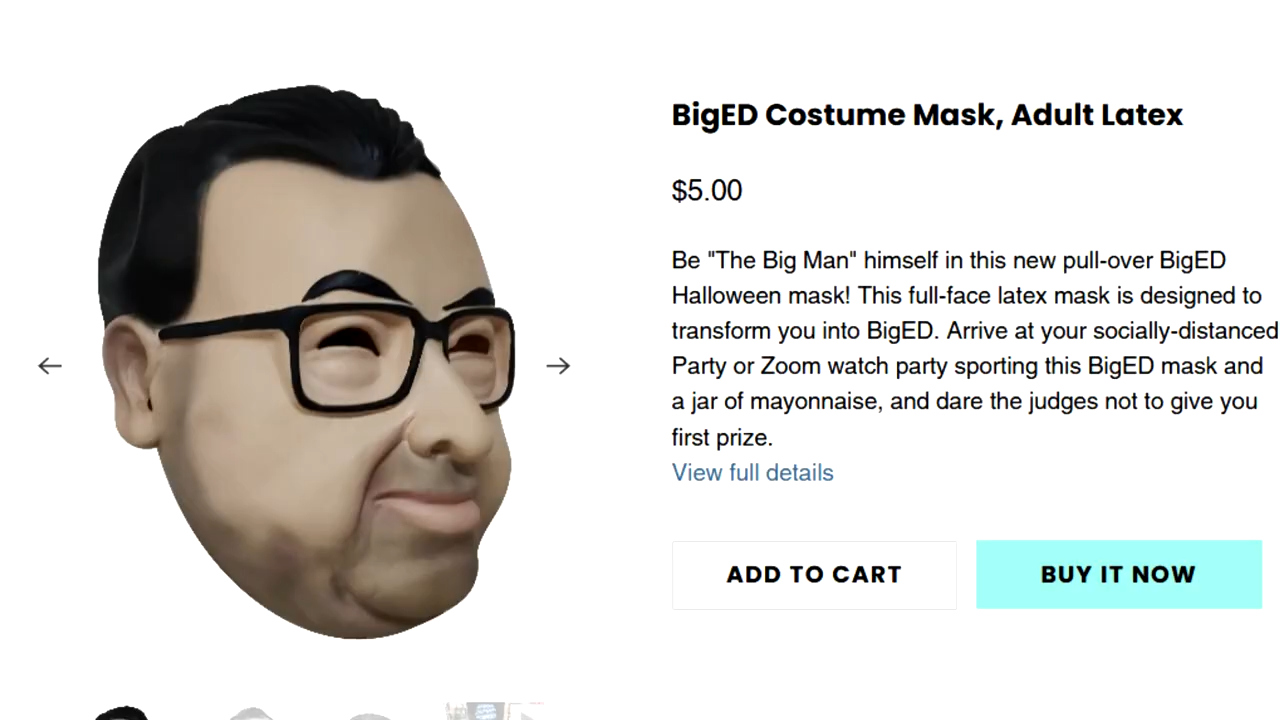 BigED Costume Mask, Adult Latex
$5.00
Be "The Big Man" himself in this new pull-over BigED
Halloween mask! This full-face latex mask is designed to
transform you into BigED. Arrive at your socially-distanced
Party or Zoom watch party sporting this BigED mask and
a jar of mayonnaise, and dare the judges not to give you
first prize.
View full details
ADD TO CART
BUY IT NOW